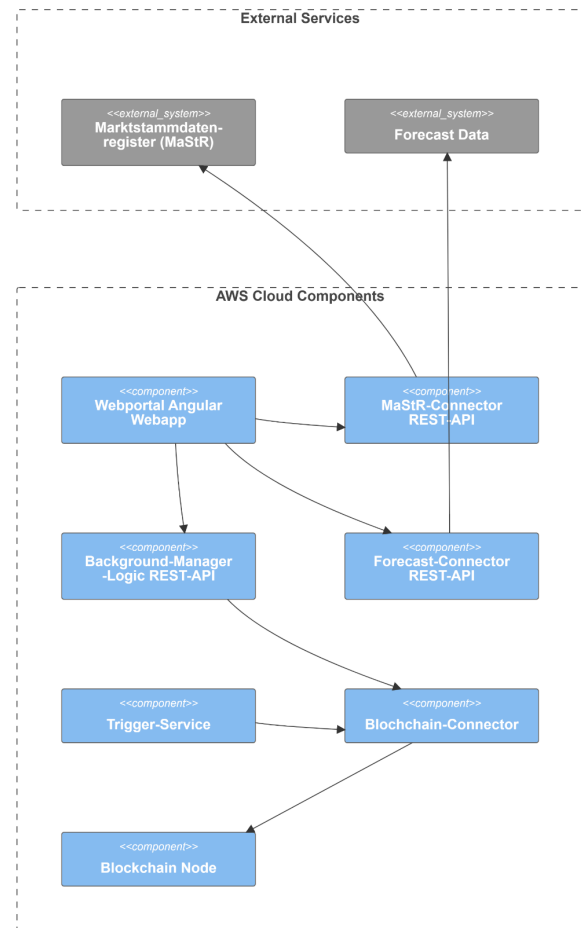 External Services
<<external_system>>
Marktstammdaten-
register (MaStR)
<<external_system>>
Forecast Data
AWS Cloud Components
<<component>>
Webportal Angular
Webapp
<<component>>
MaStR-Connector
REST-API
<<component>>
Background-Manager
-Logic REST-API
<<component>>
Forecast-Connector
REST-API
<<component>>
Trigger-Service
<<component>>
Blochchain-Connector
<<component>>
Blockchain Node